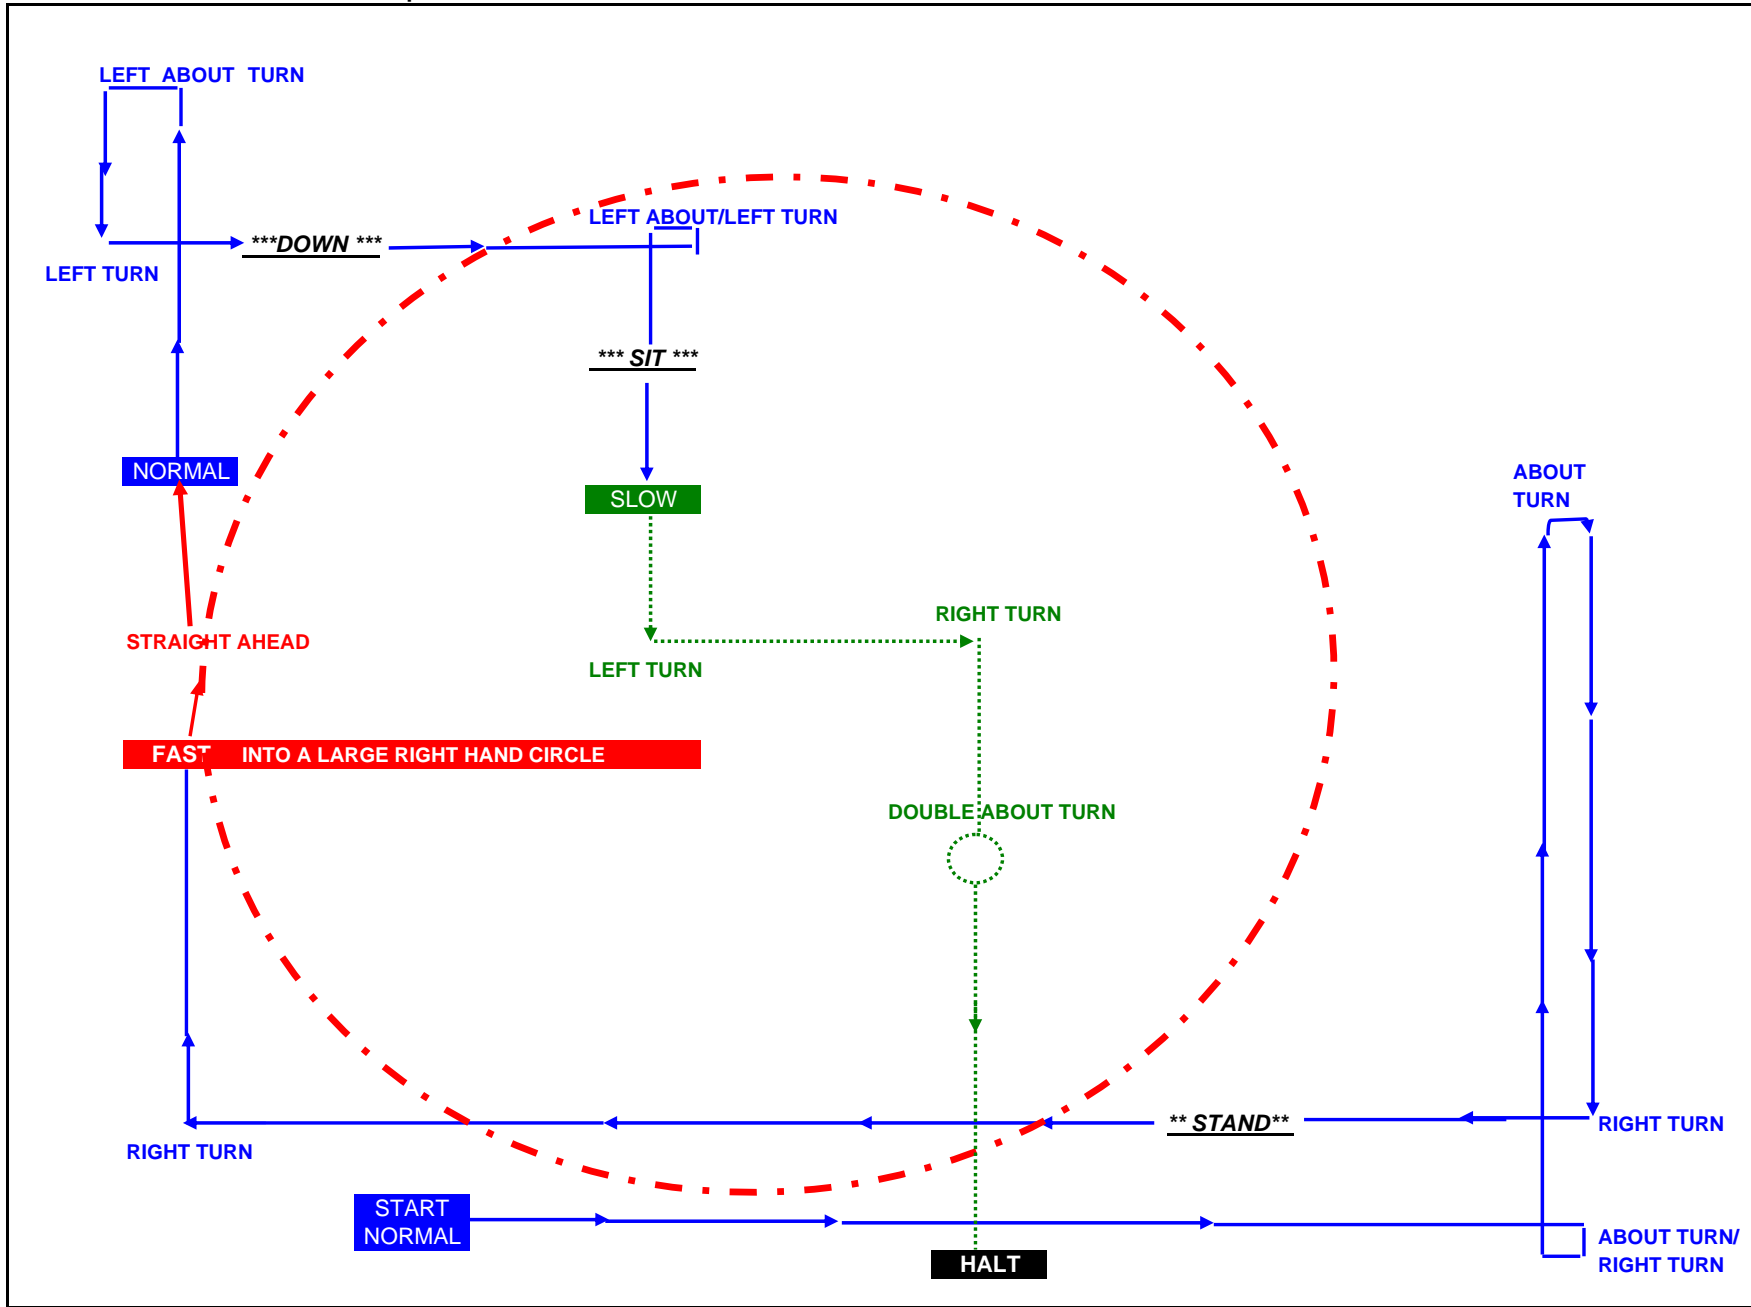 LEFT ABOUT TURN
LEFT ABOUT/LEFT TURN
***DOWN ***
LEFT TURN
*** SIT ***
NORMAL
SLOW
ABOUT
TURN
STRAIGHT AHEAD
RIGHT TURN
LEFT TURN
FAST INTO A LARGE RIGHT HAND CIRCLE
DOUBLE ABOUT TURN
** STAND**
RIGHT TURN
RIGHT TURN
START
NORMAL
ABOUT TURN/
RIGHT TURN
HALT